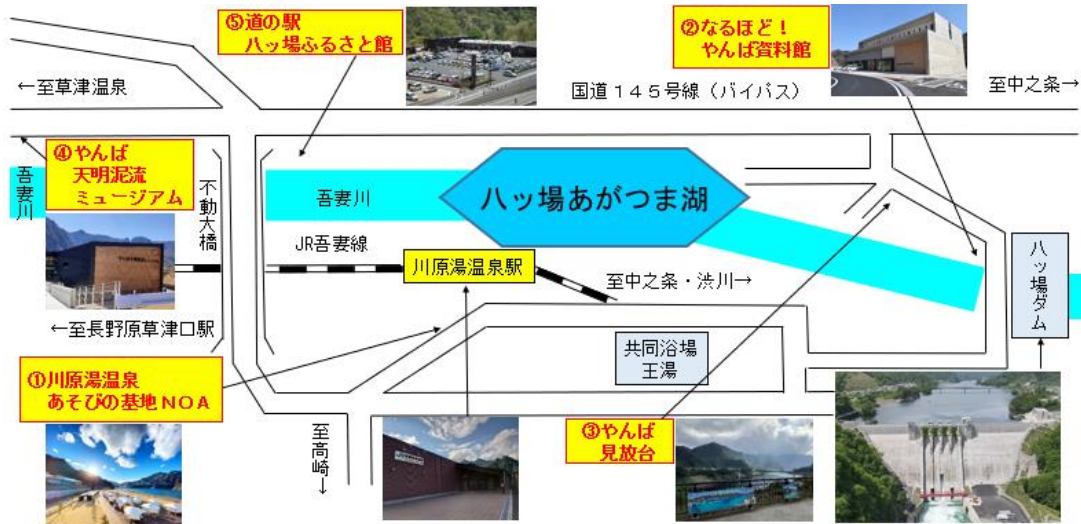 ⑤道の駅
八ッ場ふるさと館
②なるほど！
やんば資料館
←至草津温泉
国道１４５号線（バイパス）
至中之条→
④やんば
天明泥流
ミュージアム
吾妻川
不動大橋
吾妻川
八ッ場あがつま湖
JR吾妻線
川原湯温泉駅
至中之条・渋川→
八ッ場ダム
←至長野原草津口駅
共同浴場
王湯
①川原湯温泉
あそびの基地ＮＯＡ
至高崎→
③やんば
見放台